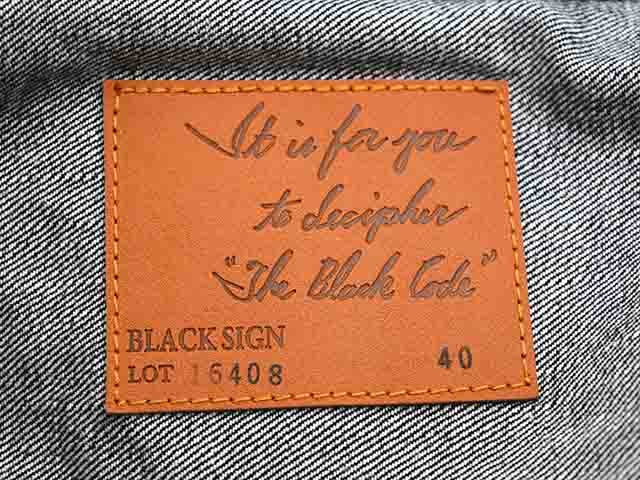 It is for you
to decipher
"The Black Code"
BLACK SIGN
LOT 16408 40